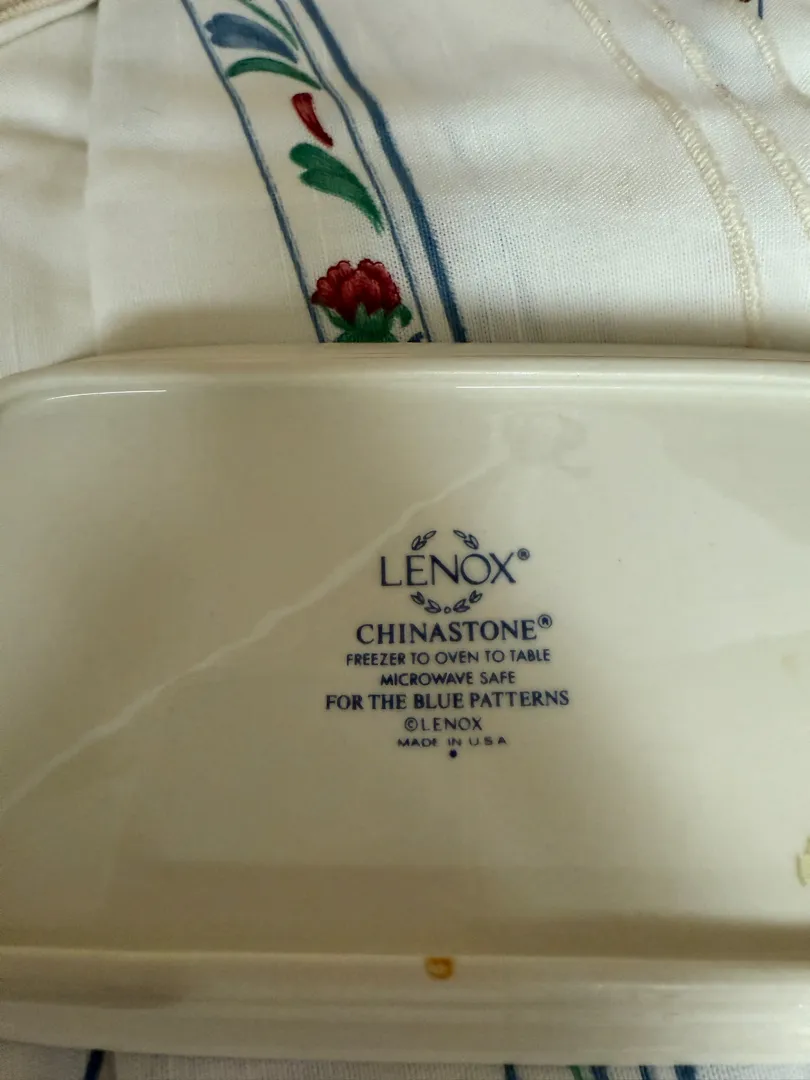 LENOX®
CHINASTONE®
FREEZER TO OVEN TO TABLE
MICROWAVE SAFE
FOR THE BLUE PATTERNS
©LENOX
MADE IN U.S.A